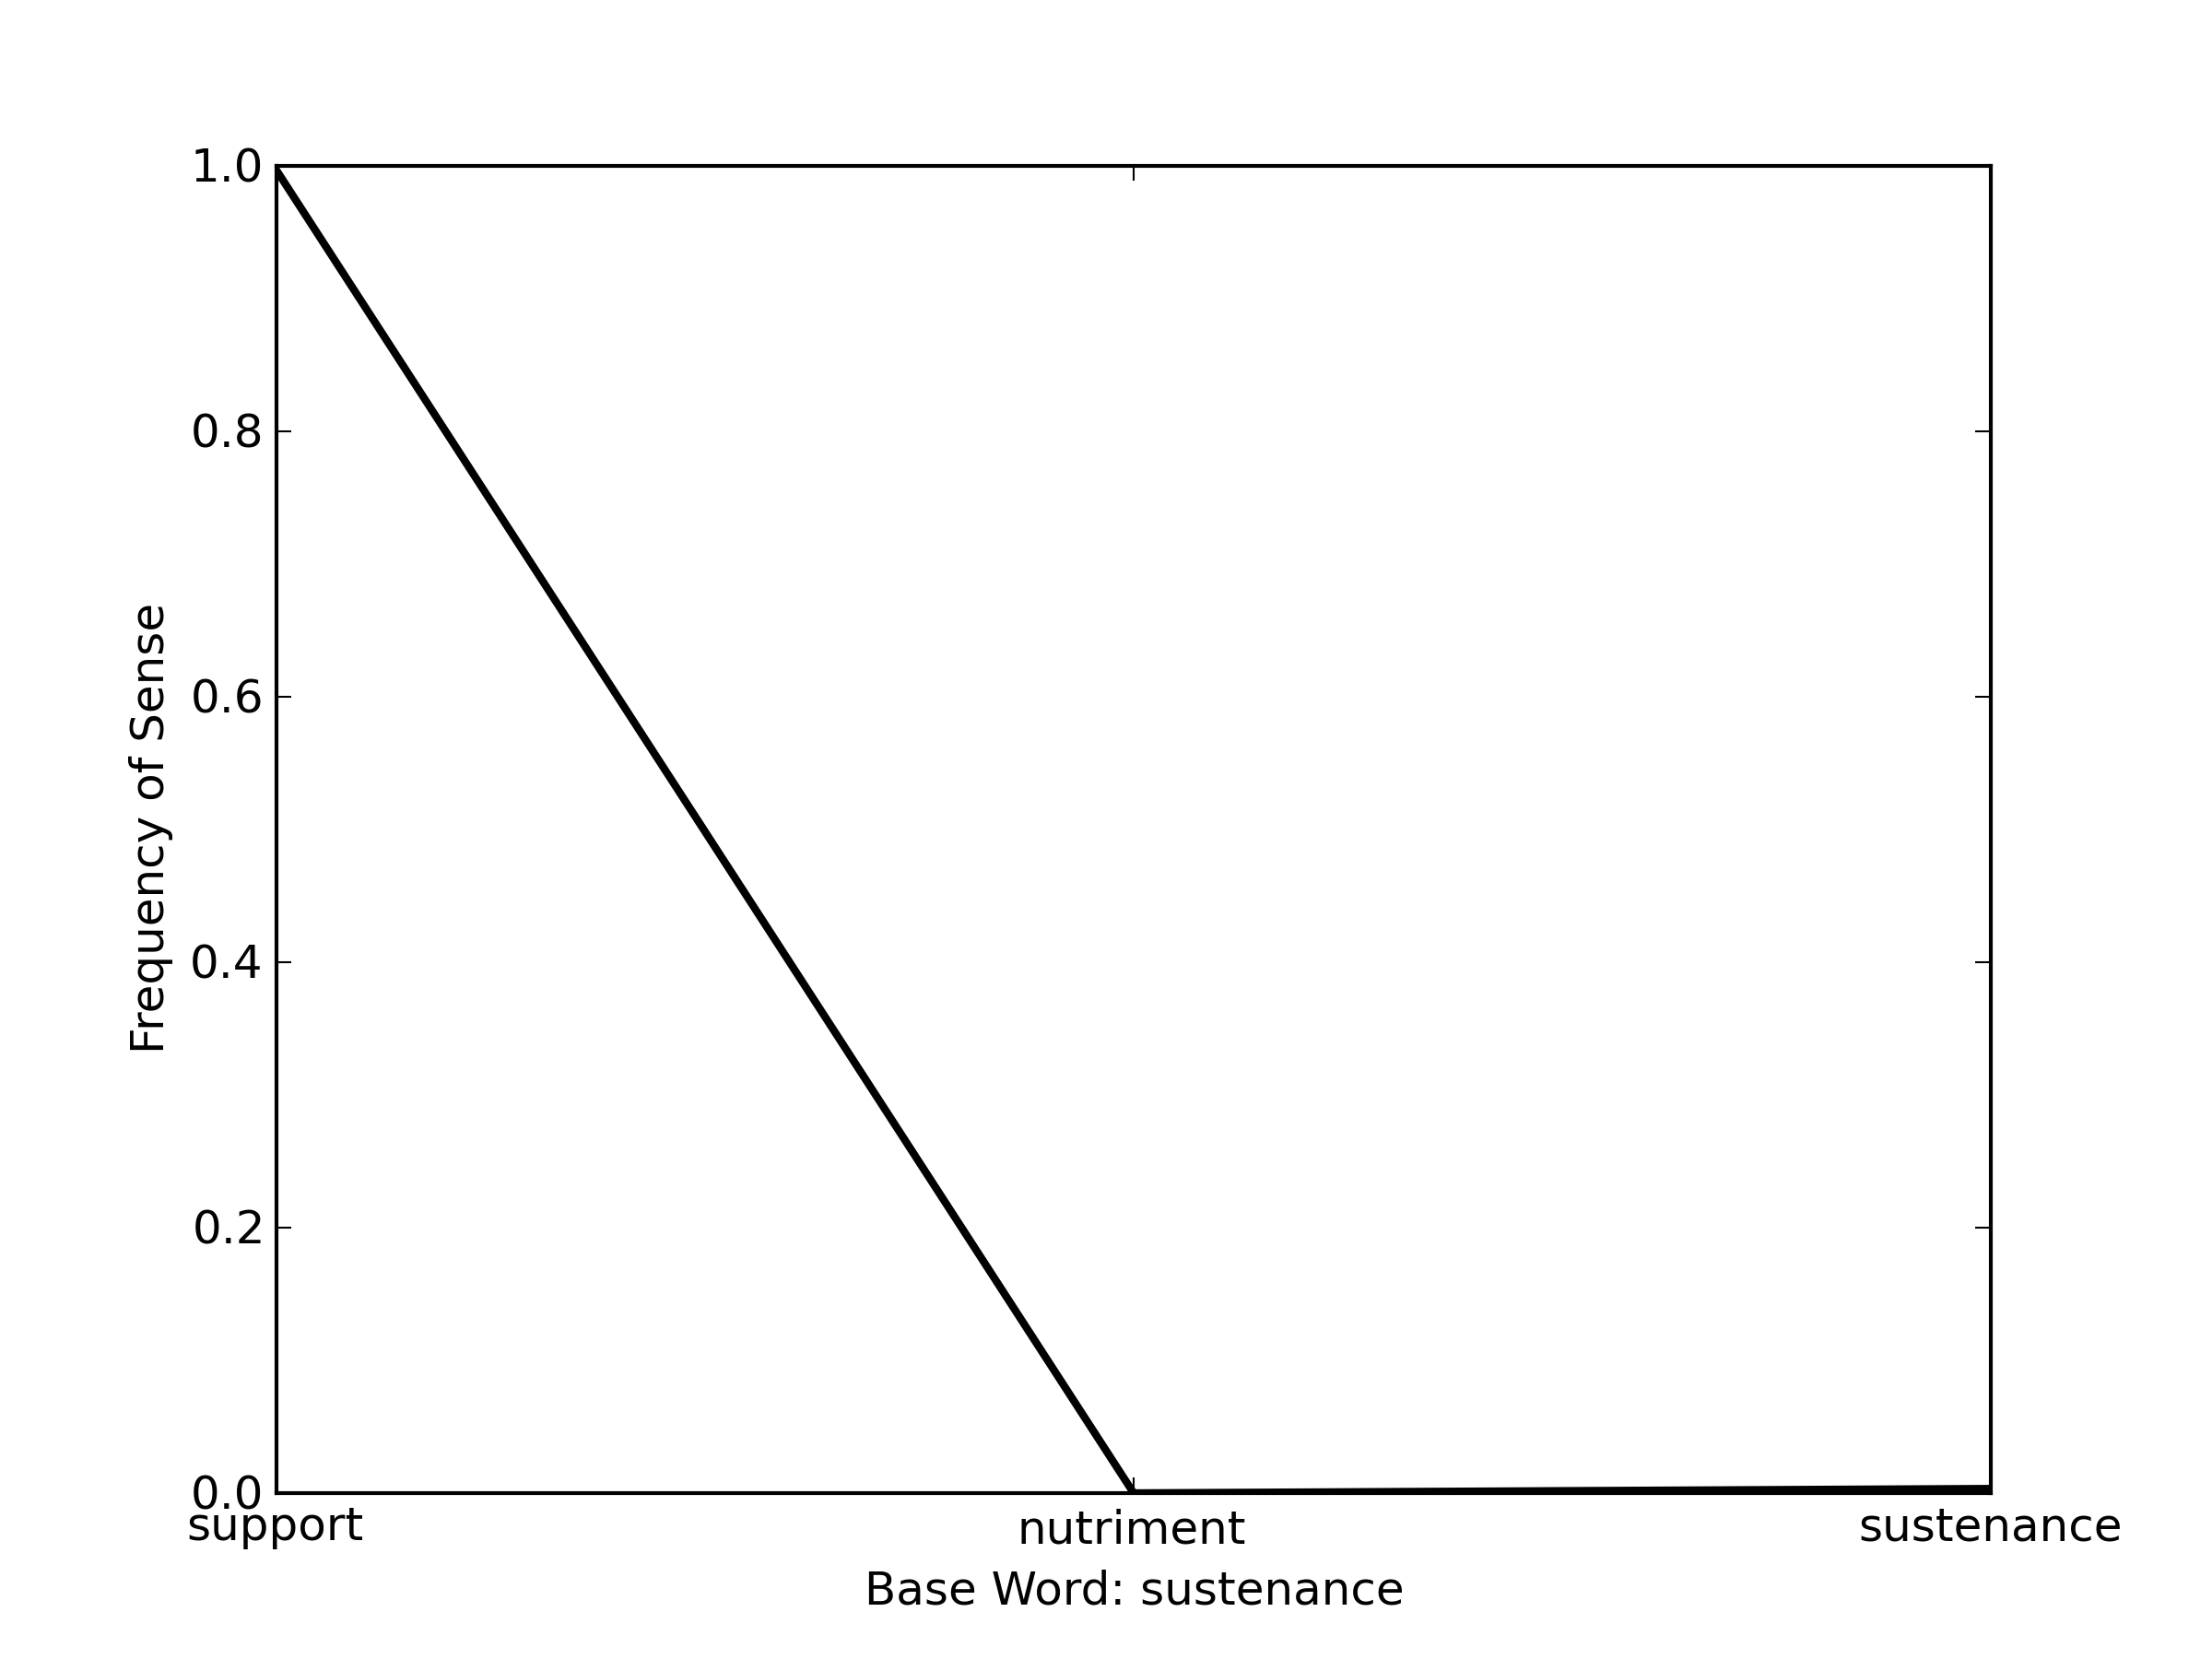 Frequency of Sense
1.0
0.8
0.6
0.4
0.2
0.0
support
nutriment
sustenance
Base Word: sustenance